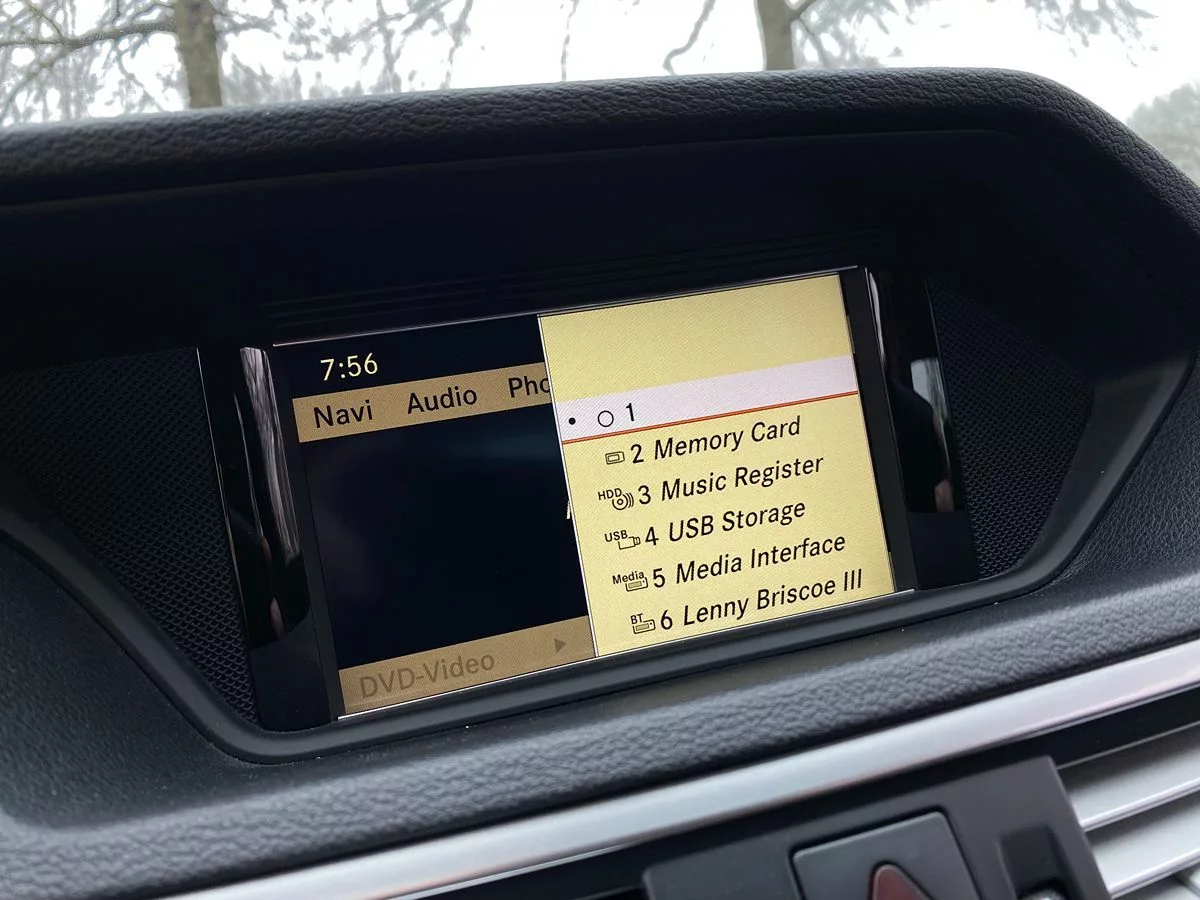 7:56
Navi Audio Pho
1
2 Memory Card
HDD 3 Music Register
USB 4 USB Storage
Media 5 Media Interface
BT 6 Lenny Briscoe III
DVD-Video